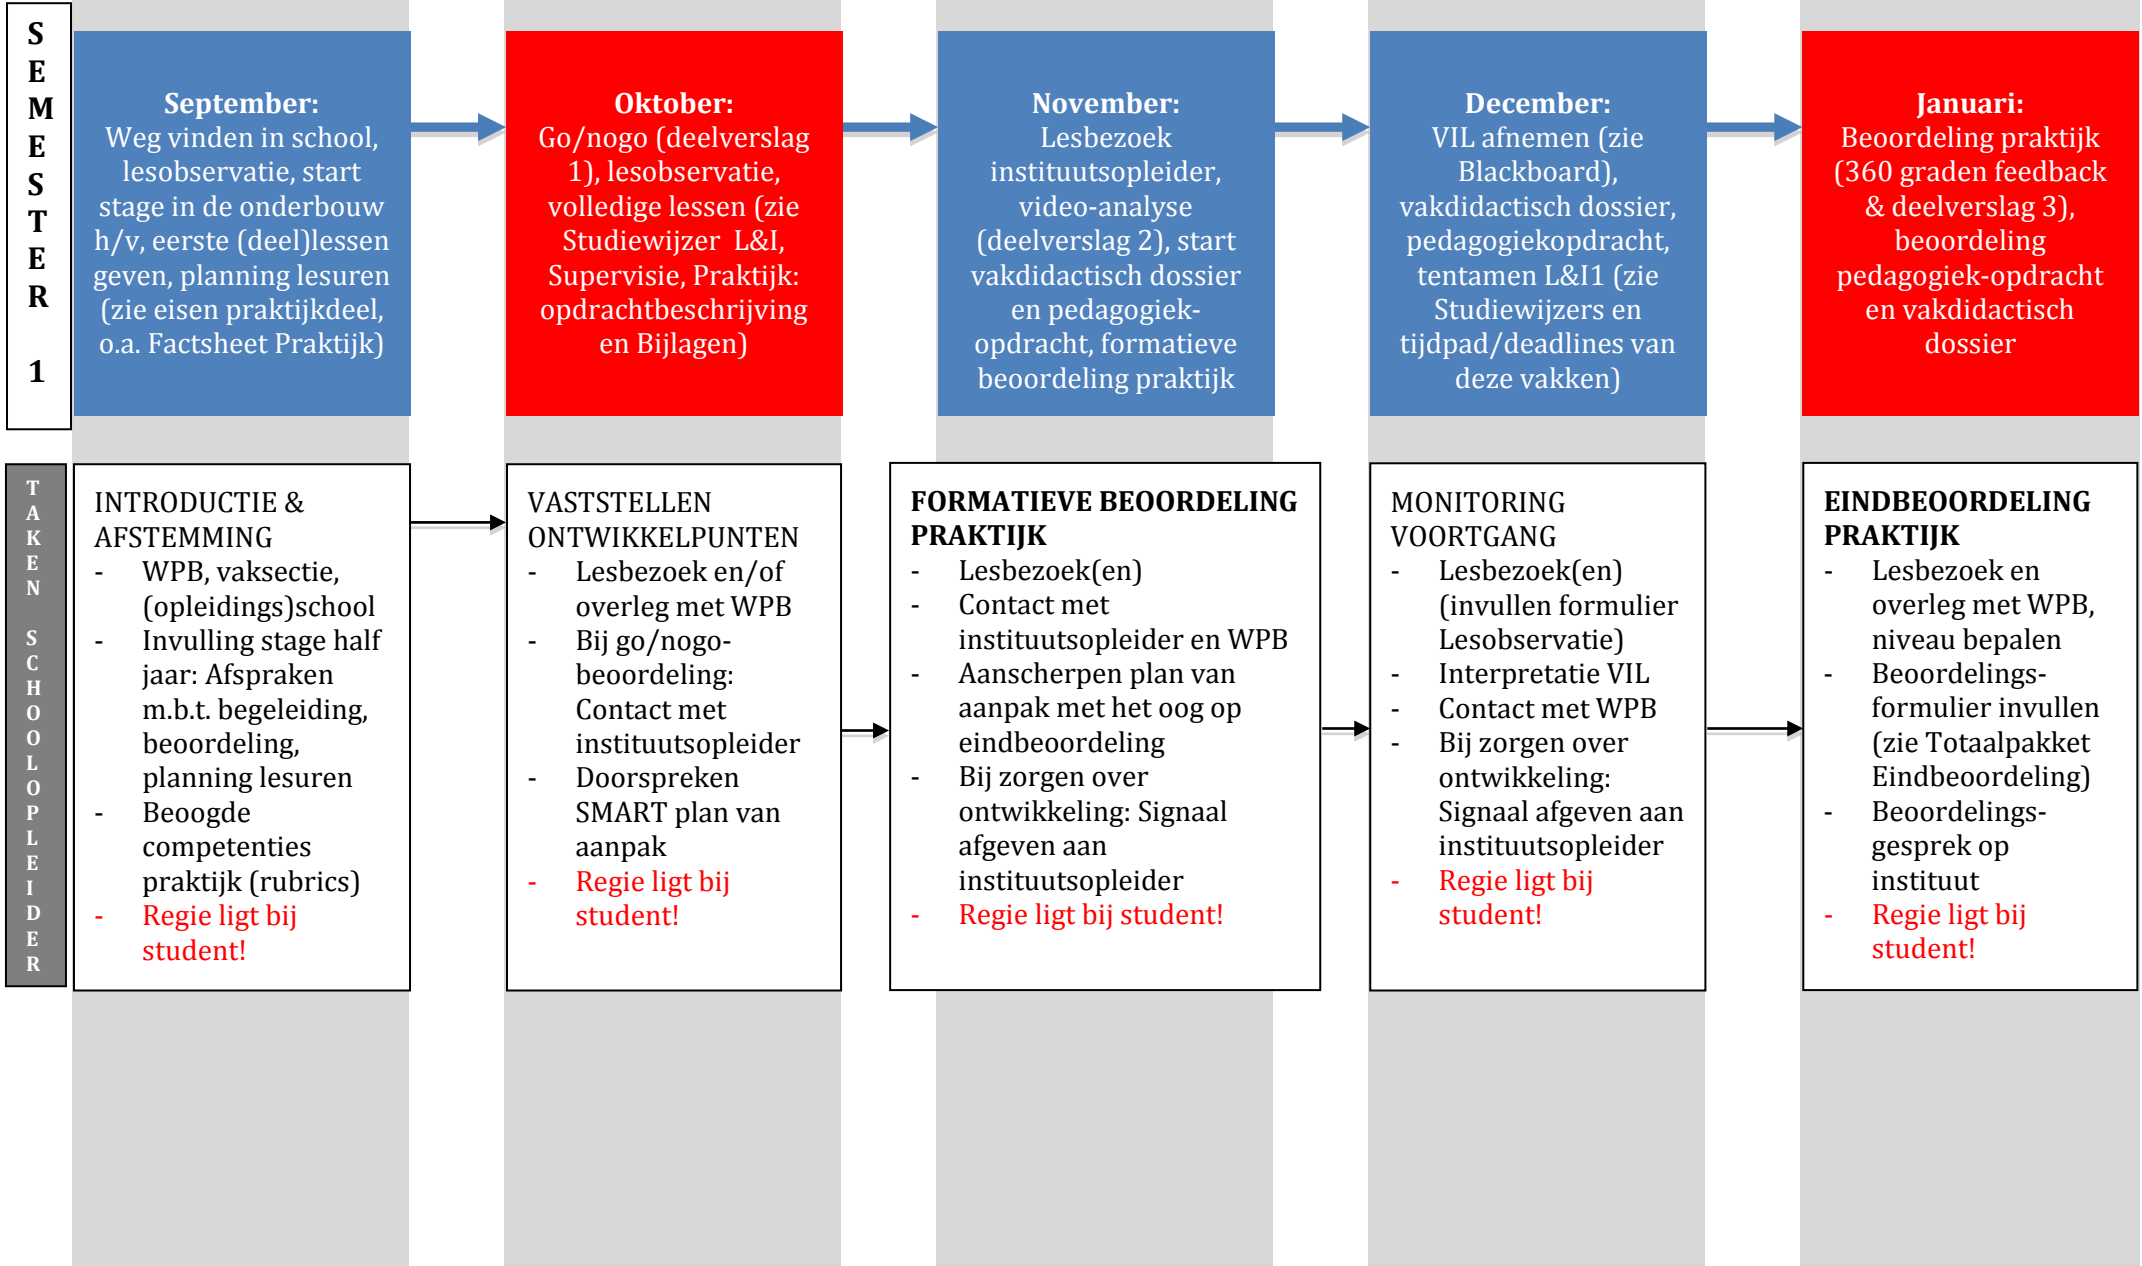 SEMESTER 1
September:
Weg vinden in school,
lesobservatie, start
stage in de onderbouw
h/v, eerste (deel)lessen
geven, planning lesuren
(zie eisen praktijkdeel,
o.a. Factsheet Praktijk)
Oktober:
Go/nogo (deelverslag
1), lesobservatie,
volledige lessen (zie
Studiewijzer L&I,
Supervisie, Praktijk:
opdrachtbeschrijving
en Bijlagen)
November:
Lesbezoek
instituutsopleider,
video-analyse
(deelverslag 2), start
vakdidactisch dossier
en pedagogiek-
opdracht, formatieve
beoordeling praktijk
December:
VIL afnemen (zie
Blackboard),
vakdidactisch dossier,
pedagogiekopdracht,
tentamen L&I1 (zie
Studiewijzers en
tijdpad/deadlines van
deze vakken)
Januari:
Beoordeling praktijk
(360 graden feedback
& deelverslag 3),
beoordeling
pedagogiek-opdracht
en vakdidactisch
dossier
TAKEN SCHOOLOPLEIDER
INTRODUCTIE &
AFSTEMMING
- WPB, vaksectie,
(opleidings)school
- Invulling stage half
jaar: Afspraken
m.b.t. begeleiding,
beoordeling,
planning lesuren
- Beoogde
competenties
praktijk (rubrics)
- Regie ligt bij
student!
VASTSTELLEN
ONTWIKKELPUNTEN
- Lesbezoek en/of
overleg met WPB
- Bij go/nogo-
beoordeling:
Contact met
instituutsopleider
- Doorspreken
SMART plan van
aanpak
- Regie ligt bij
student!
FORMATIEVE BEOORDELING
PRAKTIJK
- Lesbezoek(en)
- Contact met
instituutsopleider en WPB
- Aanscherpen plan van
aanpak met het oog op
eindbeoordeling
- Bij zorgen over
ontwikkeling: Signaal
afgeven aan
instituutsopleider
- Regie ligt bij student!
MONITORING
VOORTGANG
- Lesbezoek(en)
(invullen formulier
Lesobservatie)
- Interpretatie VIL
- Contact met WPB
- Bij zorgen over
ontwikkeling:
Signaal afgeven aan
instituutsopleider
- Regie ligt bij
student!
EINDBEOORDELING
PRAKTIJK
- Lesbezoek en
overleg met WPB,
niveau bepalen
- Beoordelings-
formulier invullen
(zie Totaalpakket
Eindbeoordeling)
- Beoordelings-
gesprek op
instituut
- Regie ligt bij
student!